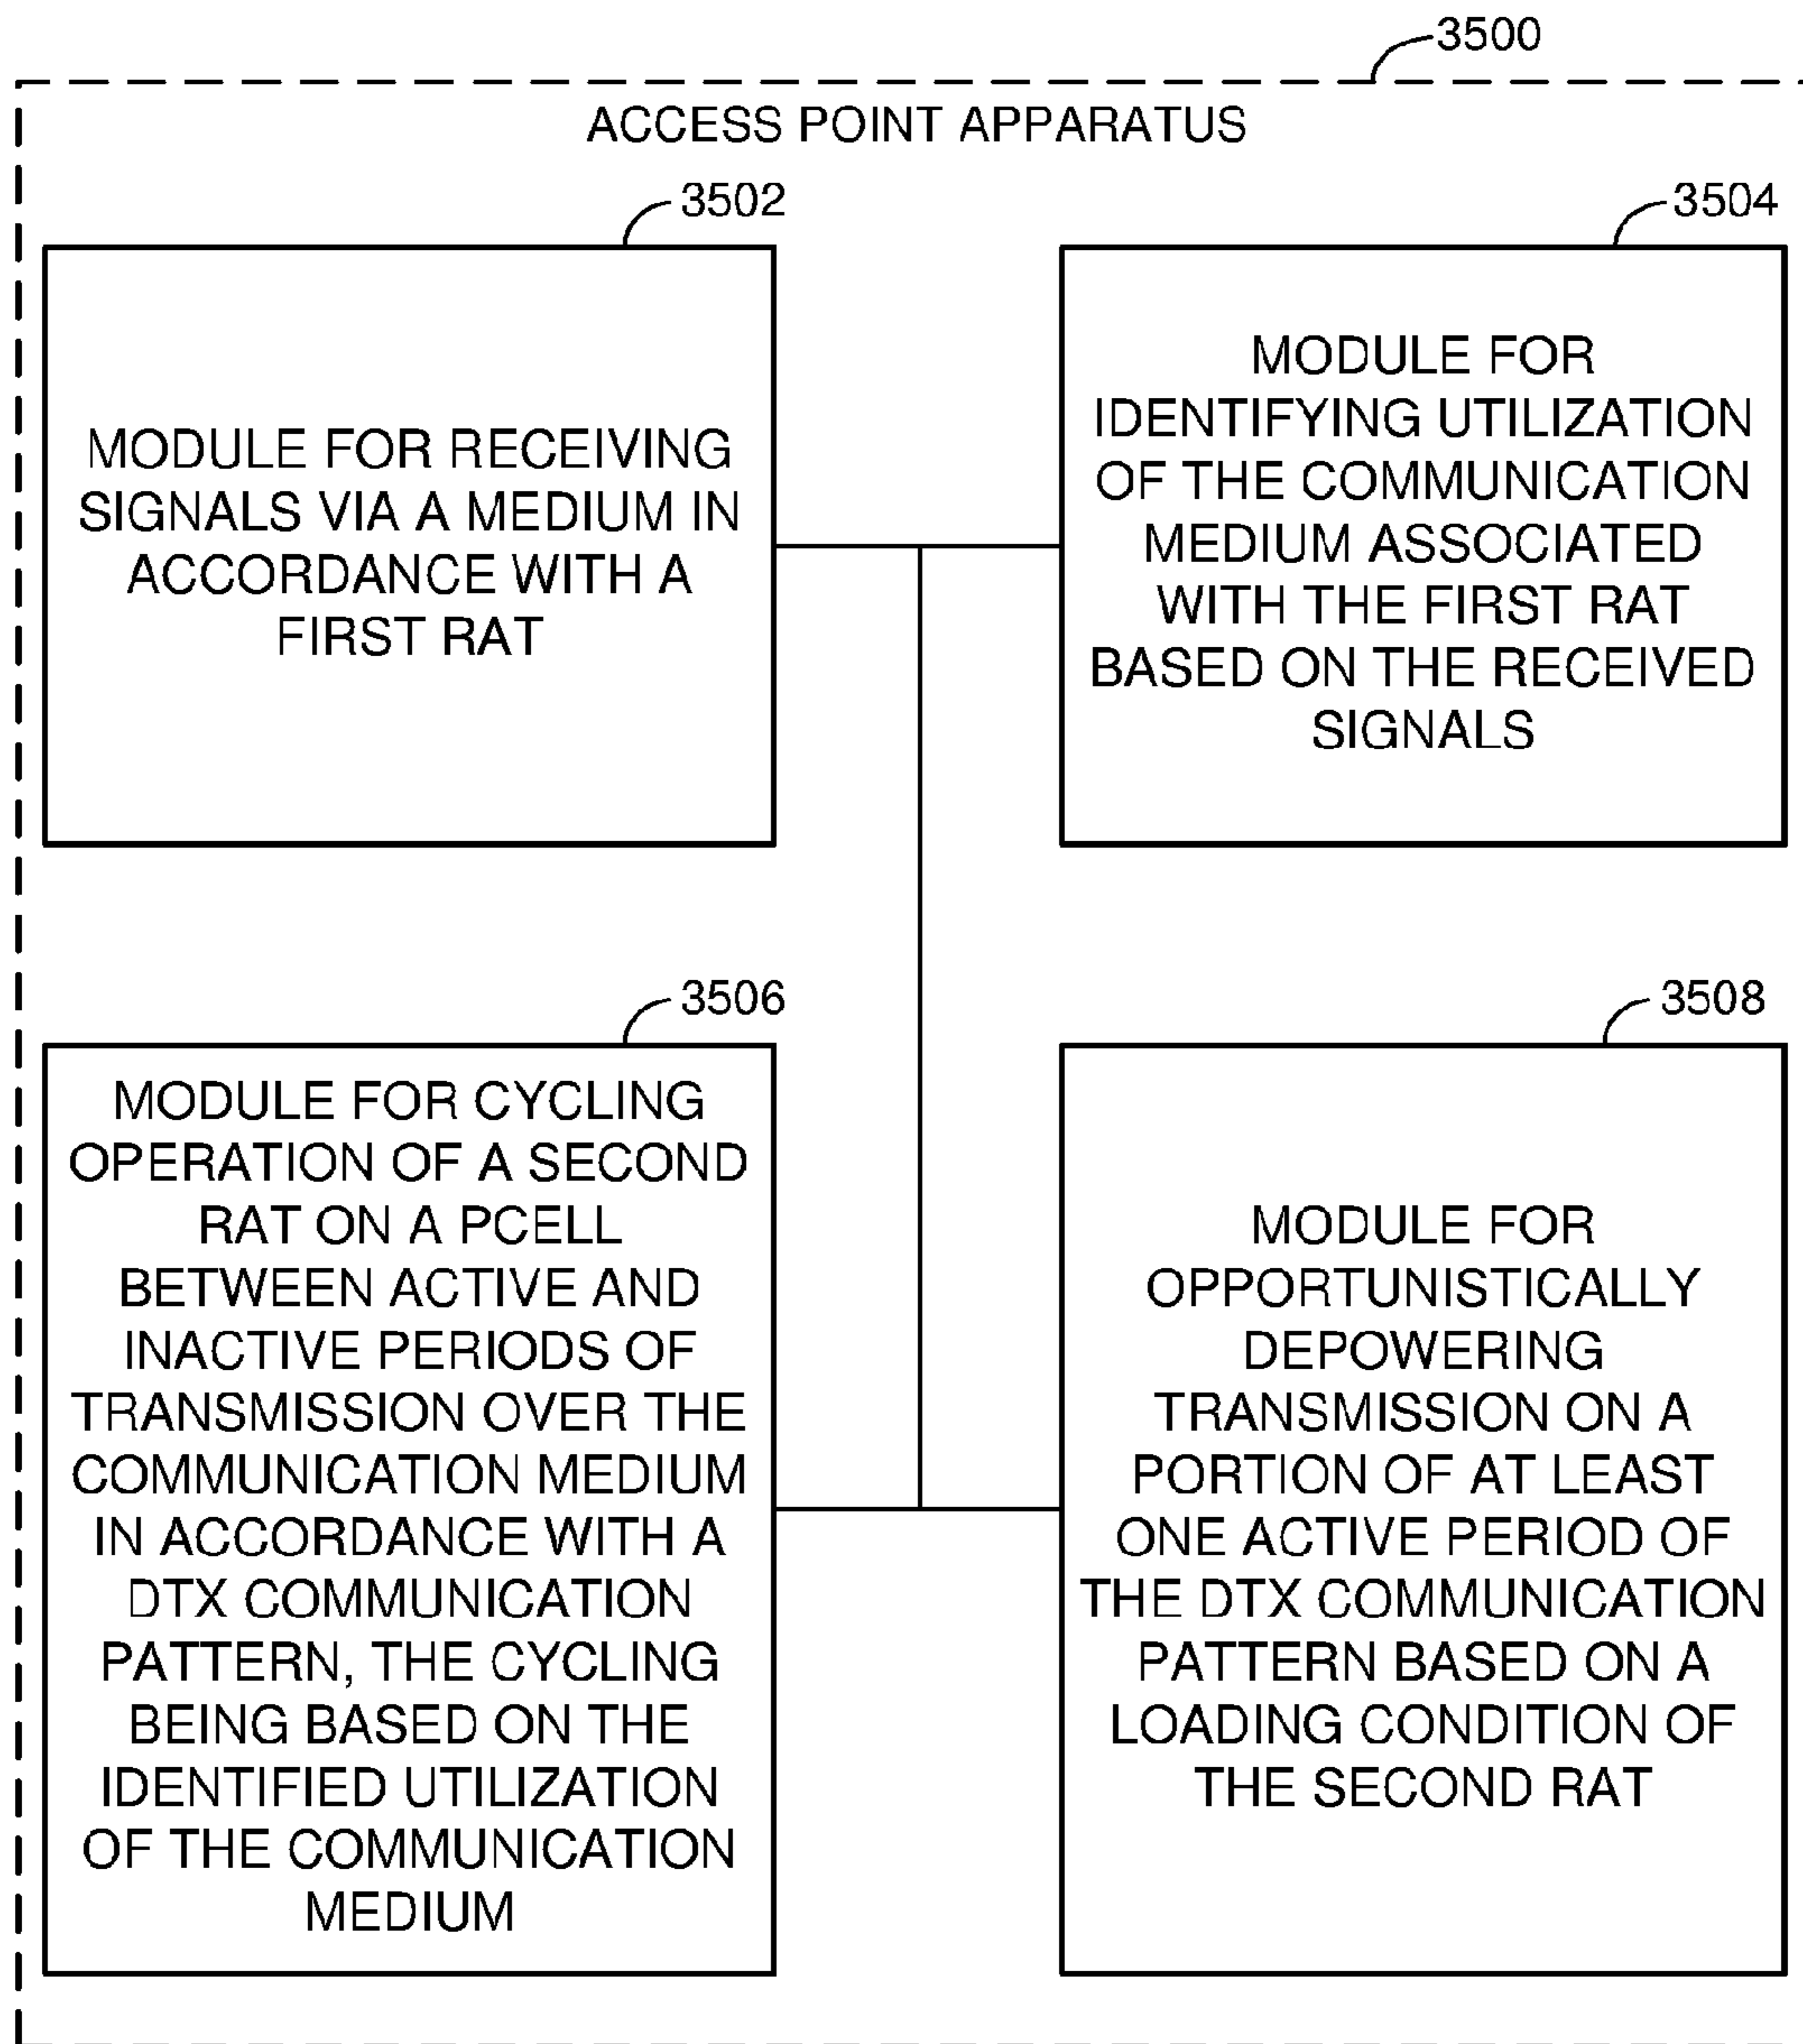 3500
ACCESS POINT APPARATUS
3502
MODULE FOR RECEIVING
SIGNALS VIA A MEDIUM IN
ACCORDANCE WITH A
FIRST RAT
3504
MODULE FOR
IDENTIFYING UTILIZATION
OF THE COMMUNICATION
MEDIUM ASSOCIATED
WITH THE FIRST RAT
BASED ON THE RECEIVED
SIGNALS
3506
MODULE FOR CYCLING
OPERATION OF A SECOND
RAT ON A PCELL
BETWEEN ACTIVE AND
INACTIVE PERIODS OF
TRANSMISSION OVER THE
COMMUNICATION MEDIUM
IN ACCORDANCE WITH A
DTX COMMUNICATION
PATTERN, THE CYCLING
BEING BASED ON THE
IDENTIFIED UTILIZATION
OF THE COMMUNICATION
MEDIUM
3508
MODULE FOR
OPPORTUNISTICALLY
DEPOWERING
TRANSMISSION ON A
PORTION OF AT LEAST
ONE ACTIVE PERIOD OF
THE DTX COMMUNICATION
PATTERN BASED ON A
LOADING CONDITION OF
THE SECOND RAT